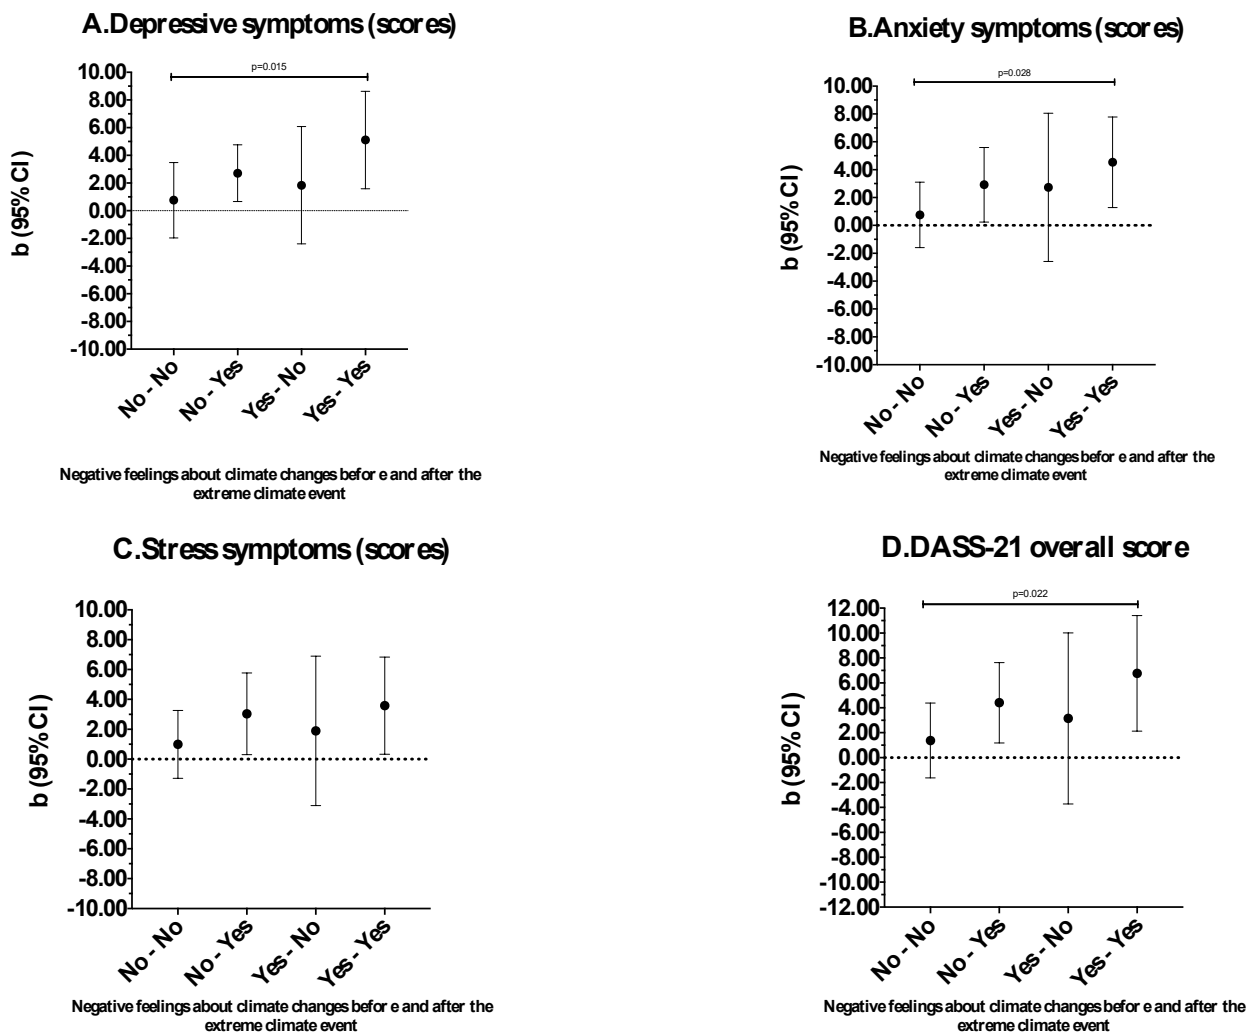 A.Depressive symptoms (scores)
p=0.015
10.00
8.00
6.00
4.00
2.00
0.00
-2.00
-4.00
-6.00
-8.00
-10.00
b (95% CI)
No - No
No - Yes
Yes - No
Yes - Yes
Negative feelings about climate changes befor e and after the
extreme climate event
B.Anxiety symptoms (scores)
p=0.028
10.00
8.00
6.00
4.00
2.00
0.00
-2.00
-4.00
-6.00
-8.00
-10.00
b (95% CI)
No - No
No - Yes
Yes - No
Yes - Yes
Negative feelings about climate changes befor e and after the
extreme climate event
C.Stress symptoms (scores)
10.00
8.00
6.00
4.00
2.00
0.00
-2.00
-4.00
-6.00
-8.00
-10.00
b (95% CI)
No - No
No - Yes
Yes - No
Yes - Yes
Negative feelings about climate changes befor e and after the
extreme climate event
D.DASS-21 overall score
p=0.022
12.00
10.00
8.00
6.00
4.00
2.00
0.00
-2.00
-4.00
-6.00
-8.00
-10.00
-12.00
b (95% CI)
No - No
No - Yes
Yes - No
Yes - Yes
Negative feelings about climate changes befor e and after the
extreme climate event